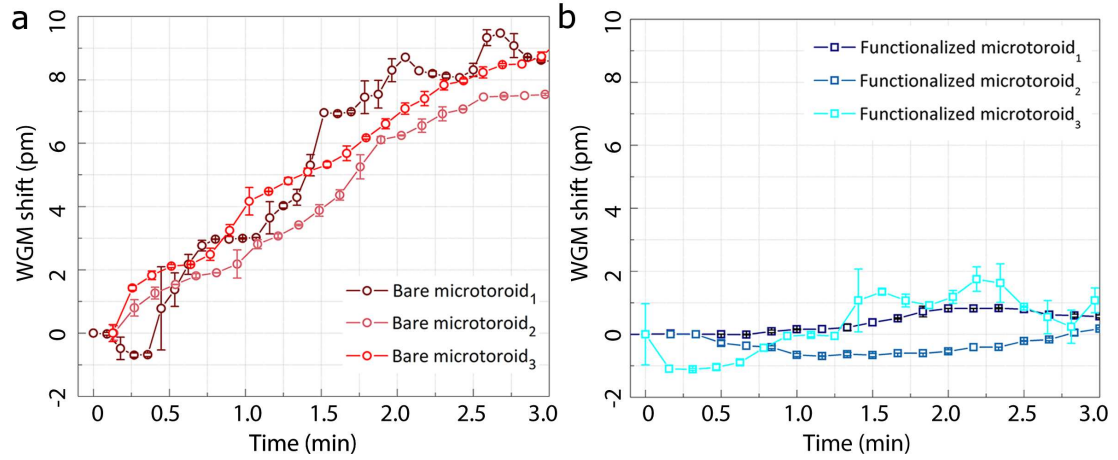 a
10
8
6
4
2
0
-2
WGM shift (pm)
Bare microtoroid1
Bare microtoroid2
Bare microtoroid3
0 0.5 1.0 1.5 2.0 2.5 3.0
Time (min)
b
10
8
6
4
2
0
-2
WGM shift (pm)
Functionalized microtoroid1
Functionalized microtoroid2
Functionalized microtoroid3
0 0.5 1.0 1.5 2.0 2.5 3.0
Time (min)